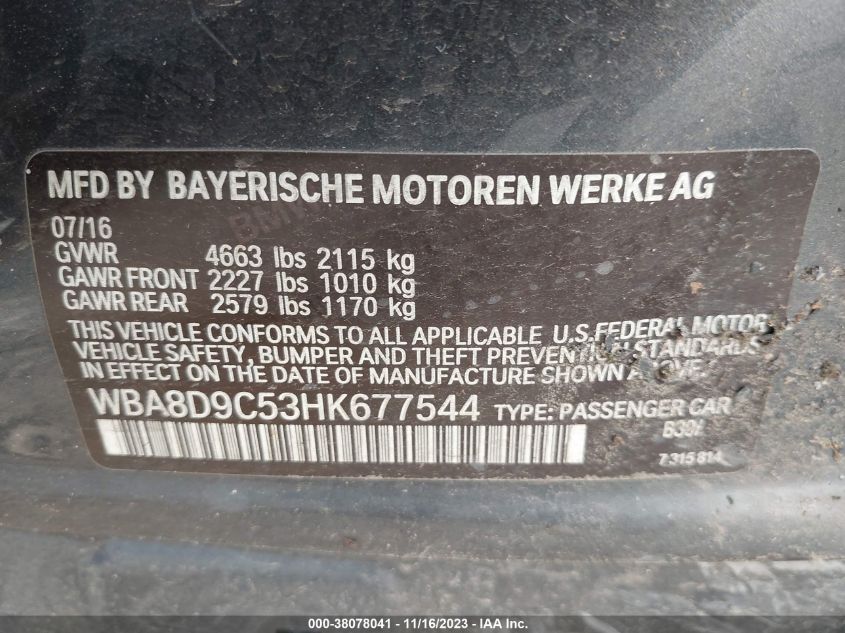 MFD BY BAYERISCHE MOTOREN WERKE AG
07/16
GVWR 4663 lbs 2115 kg
GAWR FRONT 2227 lbs 1010 kg
GAWR REAR 2579 lbs 1170 kg
THIS VEHICLE CONFORMS TO ALL APPLICABLE U.S. FEDERAL MOTOR
VEHICLE SAFETY, BUMPER AND THEFT PREVENTION STANDARDS
IN EFFECT ON THE DATE OF MANUFACTURE SHOWN ABOVE.
WBA8D9C53HK677544 TYPE: PASSENGER CAR
7 315 814
000-38078041 - 11/16/2023 - IAA Inc.